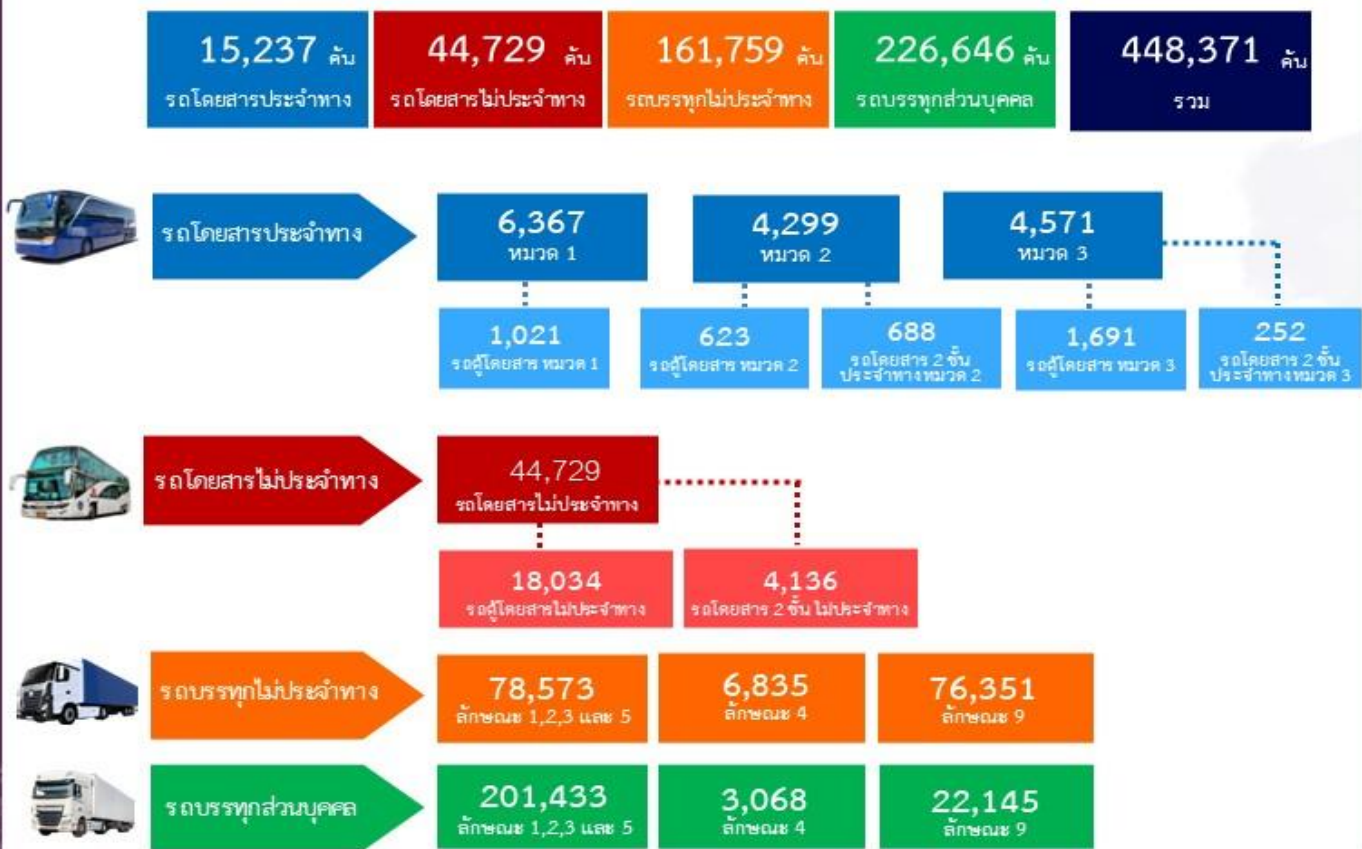 15,237 คัน
รถโดยสารประจำทาง
44,729 คัน
รถโดยสารไม่ประจำทาง
161,759 คัน
รถบรรทุกไม่ประจำทาง
226,646 คัน
รถบรรทุกส่วนบุคคล
448,371 คัน
รวม
รถโดยสารประจำทาง
6,367
หมวด 1
4,299
หมวด 2
4,571
หมวด 3
1,021
รถตู้โดยสาร หมวด 1
623
รถตู้โดยสาร หมวด 2
688
รถโดยสาร 2 ชั้น
ประจำทางหมวด 2
1,691
รถตู้โดยสาร หมวด 3
252
รถโดยสาร 2 ชั้น
ประจำทางหมวด 3
รถโดยสารไม่ประจำทาง
44,729
รถโดยสารไม่ประจำทาง
18,034
รถตู้โดยสารไม่ประจำทาง
4,136
รถโดยสาร 2 ชั้น ไม่ประจำทาง
รถบรรทุกไม่ประจำทาง
78,573
ลักษณะ 1,2,3 และ 5
6,835
ลักษณะ 4
76,351
ลักษณะ 9
รถบรรทุกส่วนบุคคล
201,433
ลักษณะ 1,2,3 และ 5
3,068
ลักษณะ 4
22,145
ลักษณะ 9